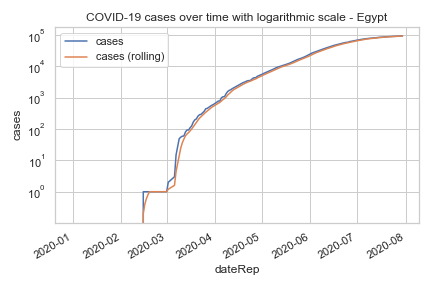 COVID-19 cases over time with logarithmic scale - Egypt
cases
cases (rolling)
10⁵
10⁴
10³
10²
10¹
10⁰
cases
2020-01
2020-02
2020-03
2020-04
2020-05
2020-06
2020-07
2020-08
dateRep